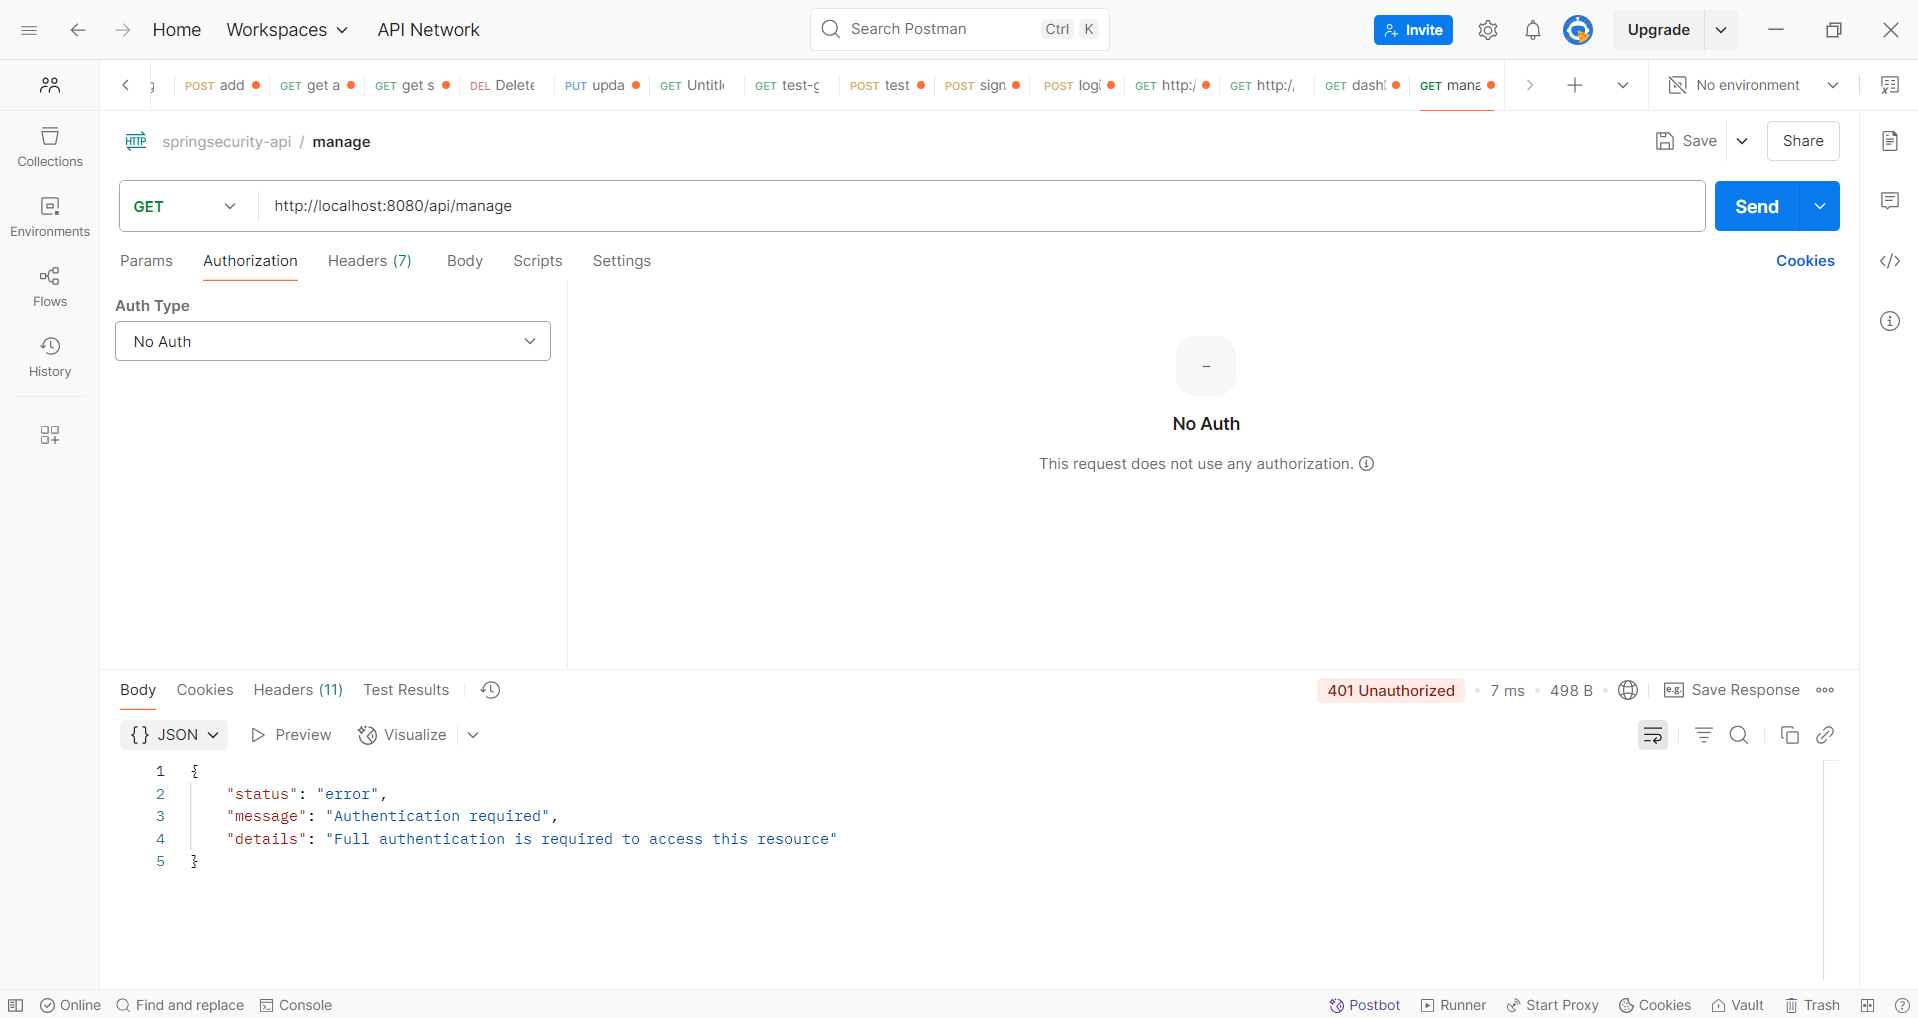 Home Workspaces API Network Search Postman Ctrl K Invite Upgrade
POST add GET get a GET get s DEL Delete PUT upda GET Untitl GET test-g POST test POST sign POST logi GET http:/ GET http:/ GET dash GET mana No environment
springsecurity-api / manage Save Share
GET http://localhost:8080/api/manage Send
Params Authorization Headers (7) Body Scripts Settings Cookies
Collections
Environments
Flows
History
Auth Type
No Auth
No Auth
This request does not use any authorization.
Body Cookies Headers (11) Test Results 401 Unauthorized 7 ms 498 B e.g. Save Response
{} JSON Preview Visualize
1 {
2 "status": "error",
3 "message": "Authentication required",
4 "details": "Full authentication is required to access this resource"
5 }
Online Find and replace Console Postbot Runner Start Proxy Cookies Vault Trash